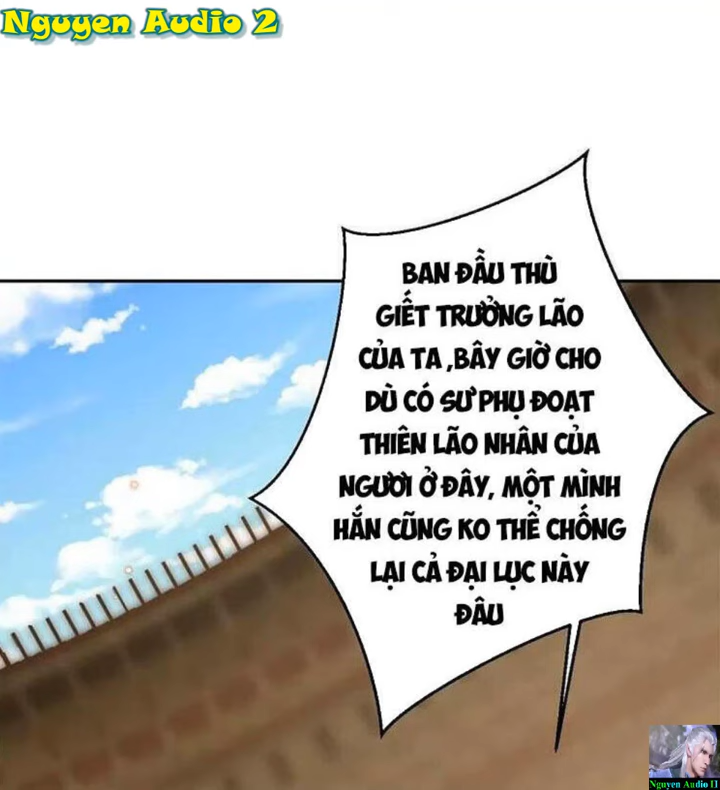 Nguyen Audio 2
BAN ĐẦU THÙ
GIẾT TRƯỞNG LÃO
CỦA TA ,BÂY GIỜ CHO
DÙ CÓ SƯ PHỤ ĐOẠT
THIÊN LÃO NHÂN CỦA
NGƯƠI Ở ĐÂY, MỘT MÌNH
HẮN CŨNG KO THỂ CHỐNG
LẠI CẢ ĐẠI LỤC NÀY
ĐÂU
Nguyen Audio II